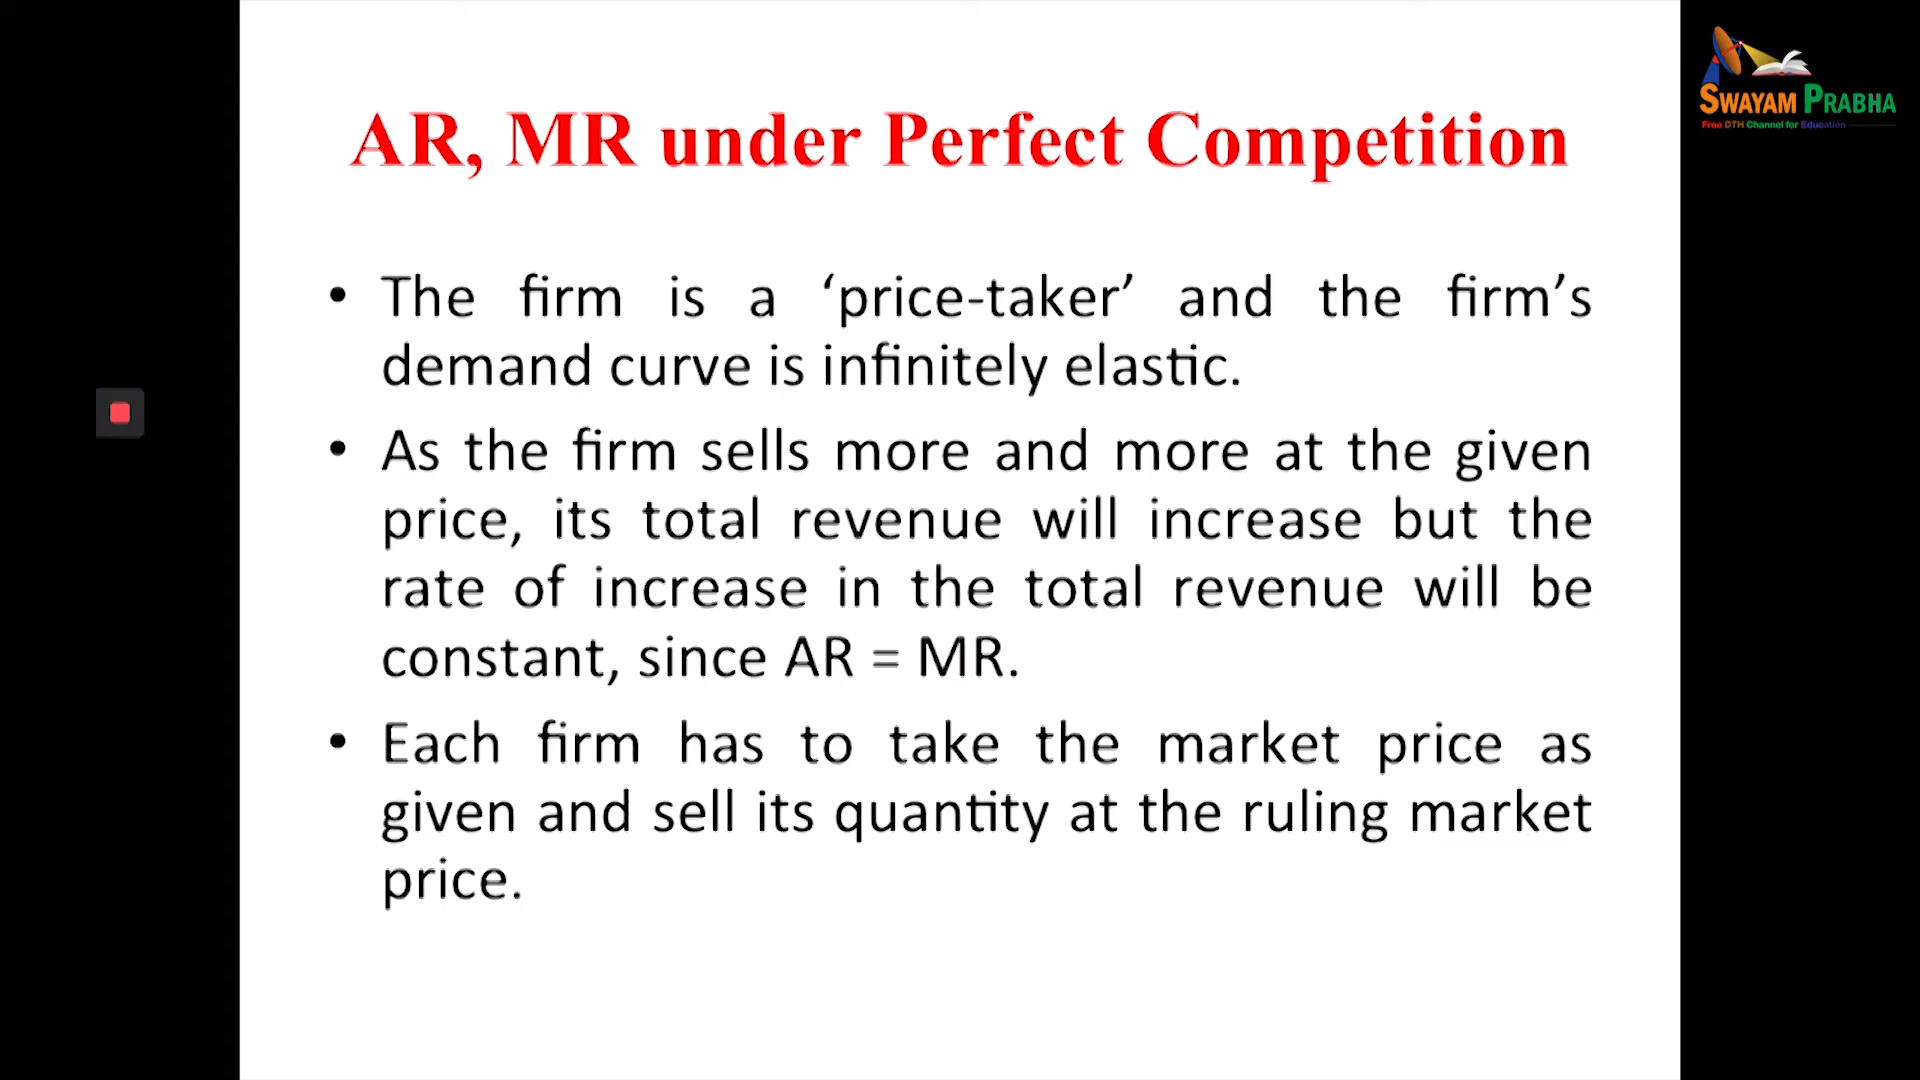 SWAYAM PRABHA
Free DTH Channel for Education
AR, MR under Perfect Competition
• The firm is a ‘price-taker’ and the firm’s
demand curve is infinitely elastic.
• As the firm sells more and more at the given
price, its total revenue will increase but the
rate of increase in the total revenue will be
constant, since AR = MR.
• Each firm has to take the market price as
given and sell its quantity at the ruling market
price.